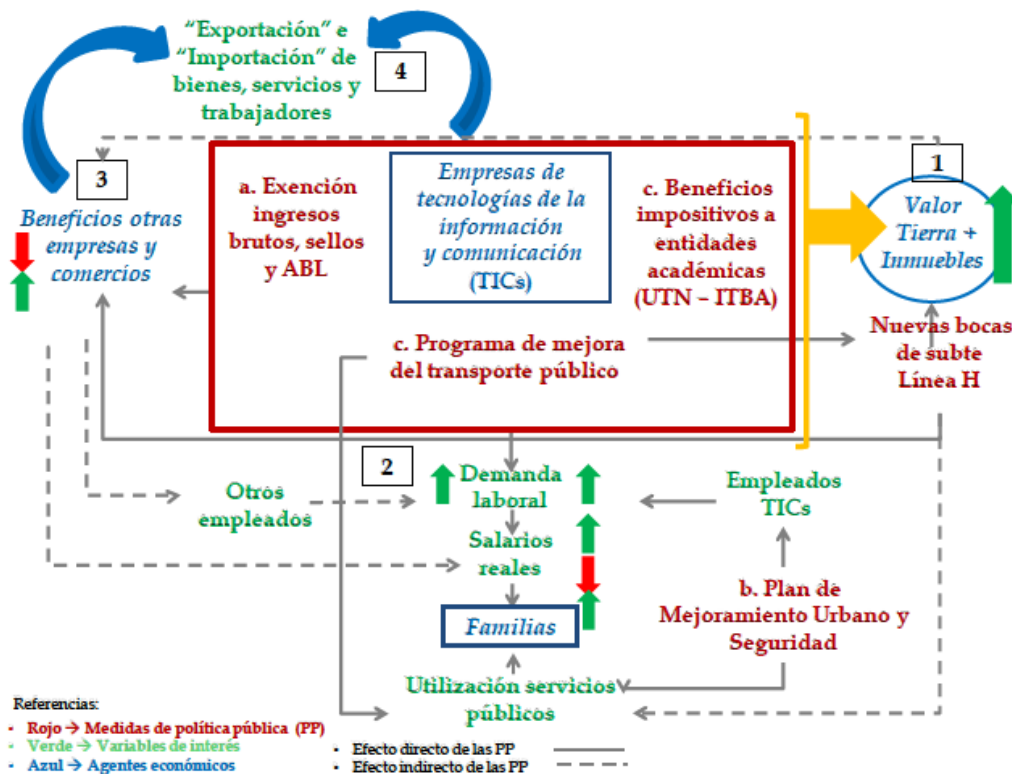 “Exportación” e
“Importación” de
bienes, servicios y
trabajadores
4
3
Beneficios otras
empresas y
comercios
a. Exención
ingresos
brutos, sellos
y ABL
Empresas de
tecnologías de la
información
y comunicación
(TICs)
c. Beneficios
impositivos a
entidades
académicas
(UTN – ITBA)
c. Programa de mejora
del transporte público
1
Valor
Tierra +
Inmuebles
Nuevas bocas
de subte
Línea H
2
Otros
empleados
Demanda
laboral
Salarios
reales
Familias
Utilización servicios
públicos
Empleados
TICs
b. Plan de
Mejoramiento Urbano y
Seguridad
Referencias:
- Rojo → Medidas de política pública (PP)
- Verde → Variables de interés
- Azul → Agentes económicos
• Efecto directo de las PP
• Efecto indirecto de las PP